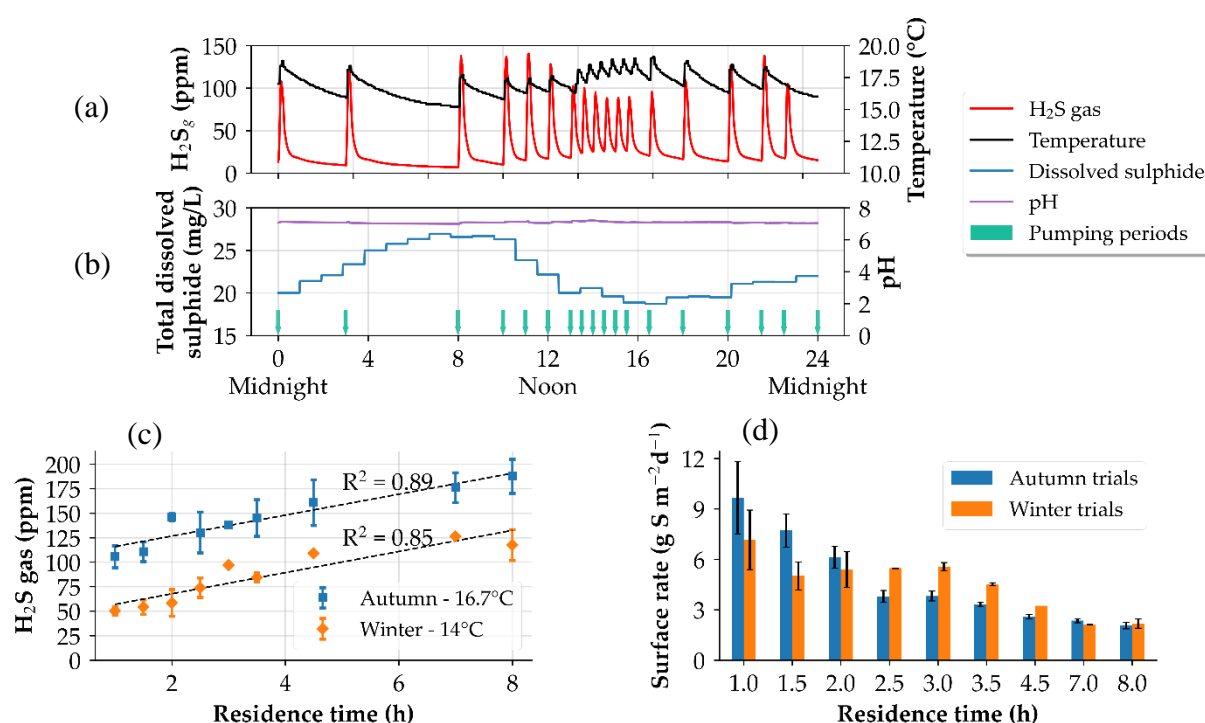 (a)
H₂S_g (ppm)
150
100
50
0
20.0
17.5
15.0
12.5
10.0
Temperature (°C)
H₂S gas
Temperature
Dissolved sulphide
pH
Pumping periods
(b)
Total dissolved
sulphide (mg/L)
30
25
20
15
8
6
4
2
0
pH
0 4 8 12 16 20 24
Midnight Noon Midnight
(c)
H₂S gas (ppm)
200
175
150
125
100
75
50
25
0
R² = 0.89
R² = 0.85
Autumn - 16.7°C
Winter - 14°C
2 4 6 8
Residence time (h)
(d)
Surface rate (g S m⁻²d⁻¹)
12
9
6
3
0
Autumn trials
Winter trials
1.0 1.5 2.0 2.5 3.0 3.5 4.5 7.0 8.0
Residence time (h)